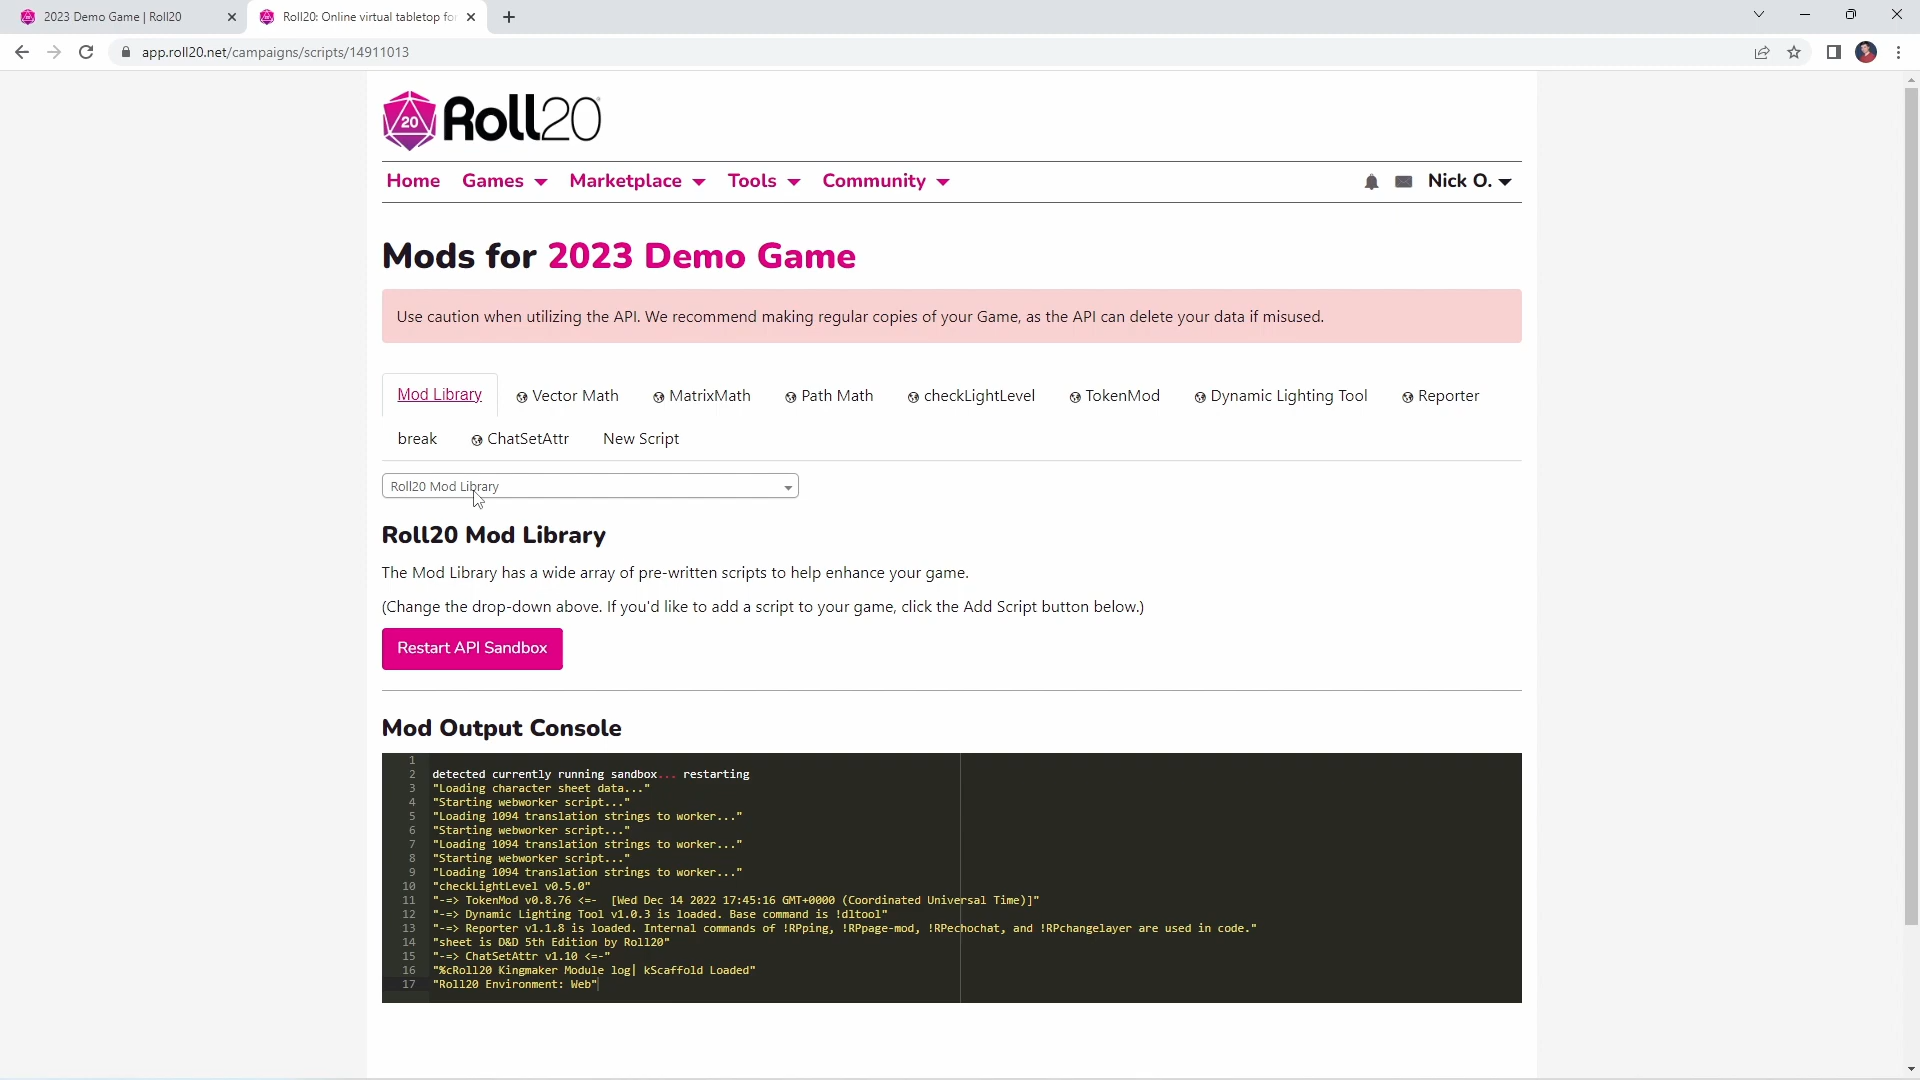 2023 Demo Game | Roll20
Roll20: Online virtual tabletop fo
app.roll20.net/campaigns/scripts/14911013
20 Roll20
Home Games Marketplace Tools Community Nick O.
Mods for 2023 Demo Game
Use caution when utilizing the API. We recommend making regular copies of your Game, as the API can delete your data if misused.
Mod Library Vector Math MatrixMath Path Math checkLightLevel TokenMod Dynamic Lighting Tool Reporter
break ChatSetAttr New Script
Roll20 Mod Library
Roll20 Mod Library
The Mod Library has a wide array of pre-written scripts to help enhance your game.
(Change the drop-down above. If you'd like to add a script to your game, click the Add Script button below.)
Restart API Sandbox
Mod Output Console
1
2 detected currently running sandbox... restarting
3 "Loading character sheet data..."
4 "Starting webworker script..."
5 "Loading 1094 translation strings to worker..."
6 "Starting webworker script..."
7 "Loading 1094 translation strings to worker..."
8 "Starting webworker script..."
9 "Loading 1094 translation strings to worker..."
10 "checkLightLevel v0.5.0"
11 "-=> TokenMod v0.8.76 <=-  [Wed Dec 14 2022 17:45:16 GMT+0000 (Coordinated Universal Time)]"
12 "-=> Dynamic Lighting Tool v1.0.3 is loaded. Base command is !dltool"
13 "-=> Reporter v1.1.8 is loaded. Internal commands of !RPping, !RPpage-mod, !RPechochat, and !RPchangelayer are used in code."
14 "sheet is D&D 5th Edition by Roll20"
15 "-=> ChatSetAttr v1.10 <=-"
16 "%cRoll20 Kingmaker Module log| kScaffold Loaded"
17 "Roll20 Environment: Web"